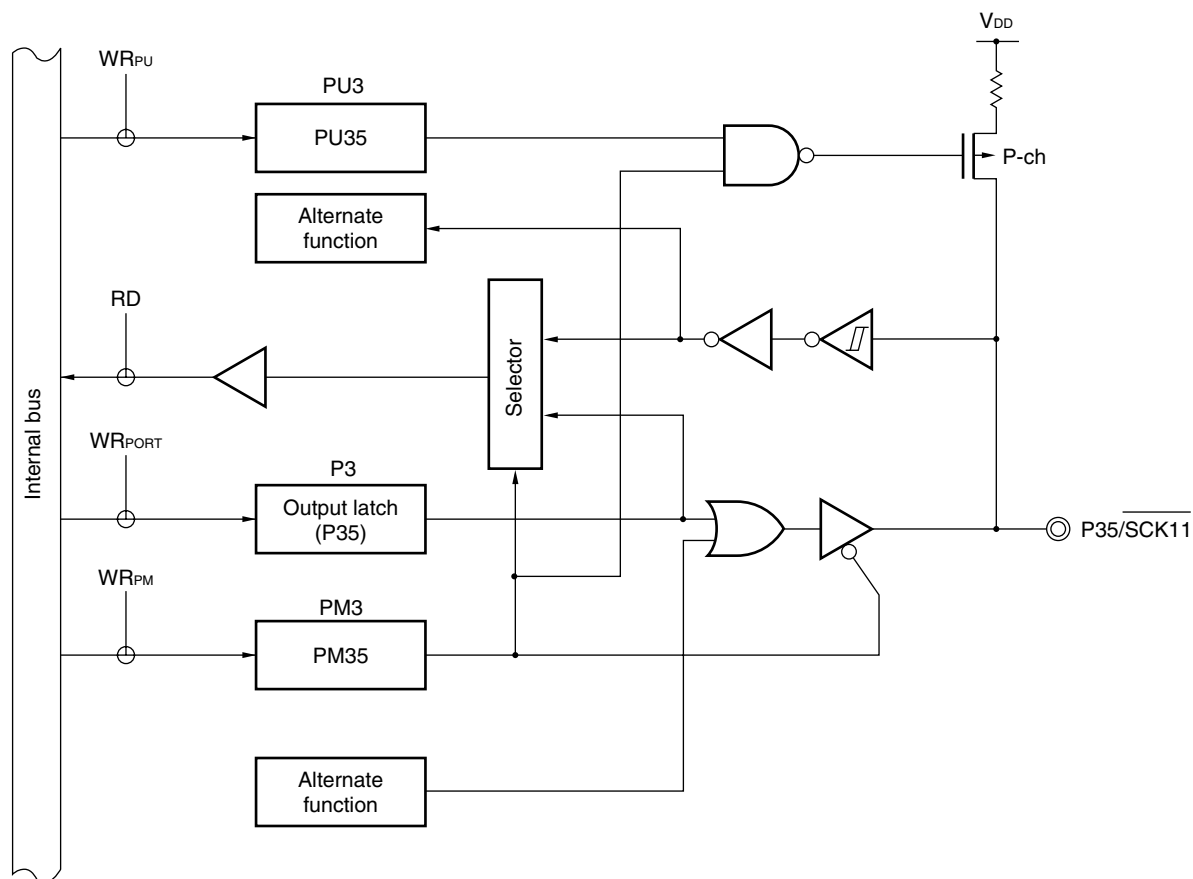 VDD
WRPU
PU3
PU35
P-ch
Alternate
function
RD
Selector
Internal bus
WRPORT
P3
Output latch
(P35)
P35/SCK11
WRPM
PM3
PM35
Alternate
function